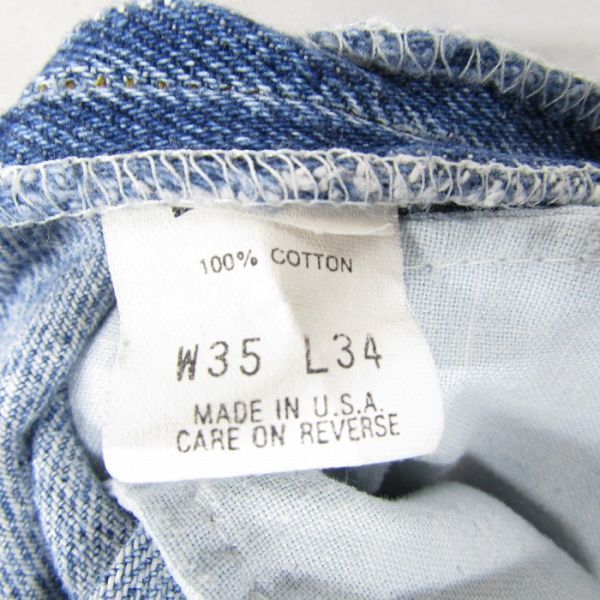 100% COTTON
W35 L34
MADE IN U.S.A.
CARE ON REVERSE